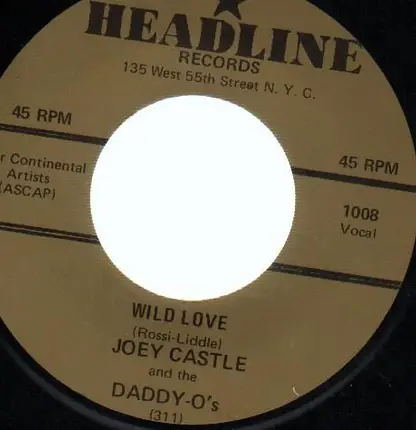 HEADLINE
RECORDS
135 West 55th Street N. Y. C.
45 RPM
45 RPM
r Continental
Artists
(ASCAP)
1008
Vocal
WILD LOVE
(Rossi-Liddle)
JOEY CASTLE
and the
DADDY-O's
(311)